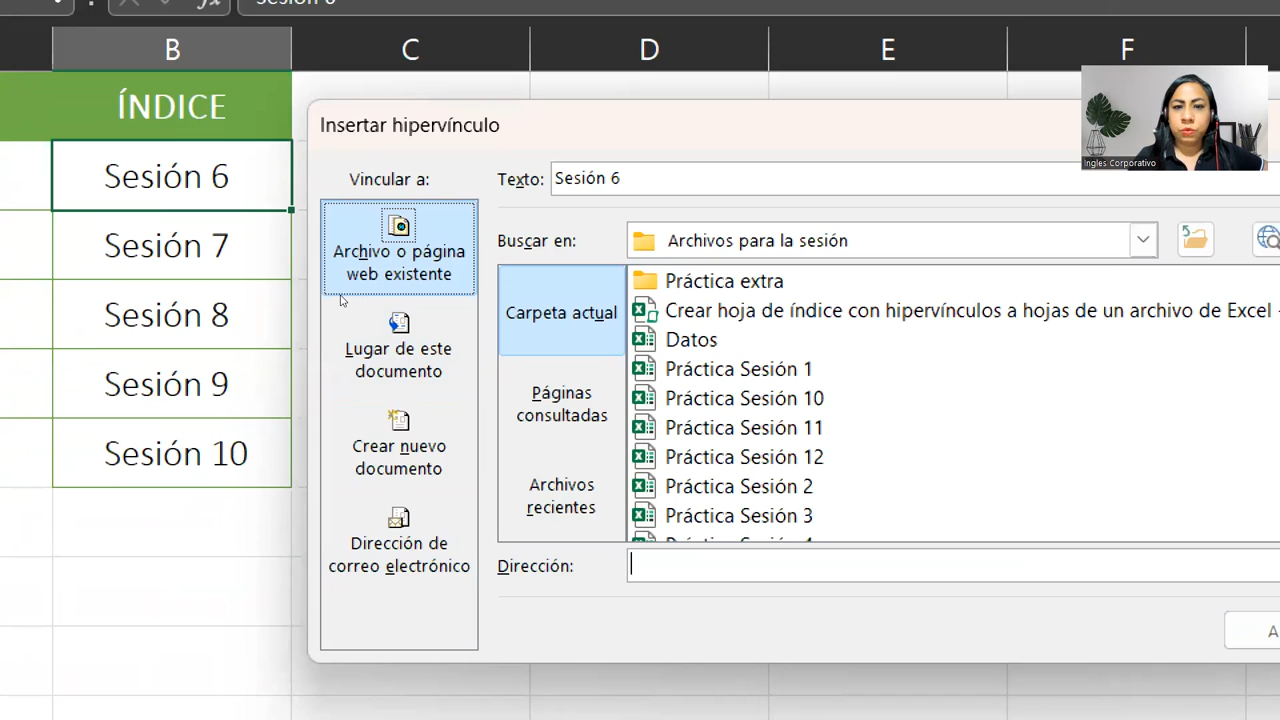 Sesión 6
B C D E F
ÍNDICE
Sesión 6
Sesión 7
Sesión 8
Sesión 9
Sesión 10
Insertar hipervínculo
Vincular a:
Archivo o página
web existente
Lugar de este
documento
Crear nuevo
documento
Dirección de
correo electrónico
Texto: Sesión 6
Buscar en: Archivos para la sesión
Carpeta actual
Páginas
consultadas
Archivos
recientes
Práctica extra
Crear hoja de índice con hipervínculos a hojas de un archivo de Excel -
Datos
Práctica Sesión 1
Práctica Sesión 10
Práctica Sesión 11
Práctica Sesión 12
Práctica Sesión 2
Práctica Sesión 3
Dirección:
A
Ingles Corporativo